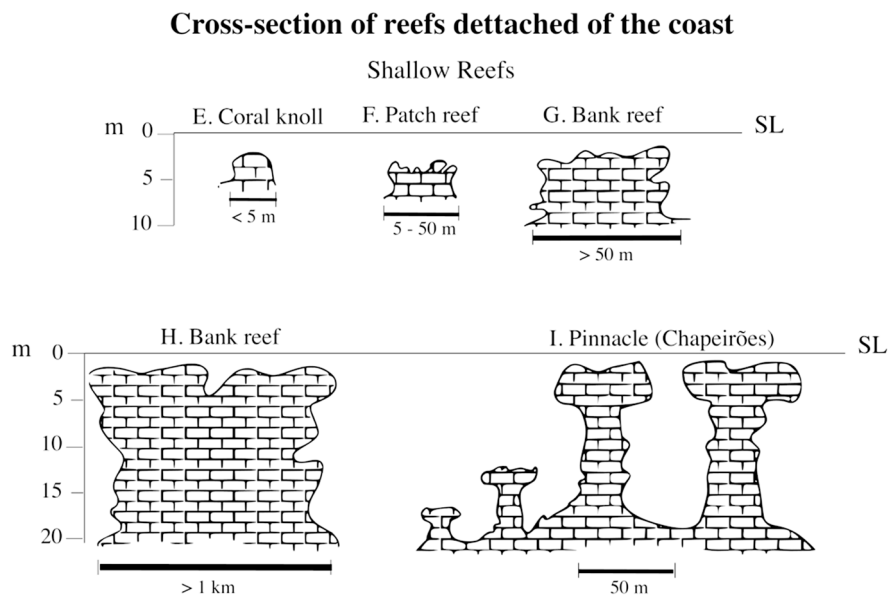 Cross-section of reefs dettached of the coast
Shallow Reefs
E. Coral knoll F. Patch reef G. Bank reef
m 0 SL
5
10
< 5 m
5 - 50 m
> 50 m
H. Bank reef I. Pinnacle (Chapeirões)
m 0 SL
5
10
15
20
> 1 km
50 m